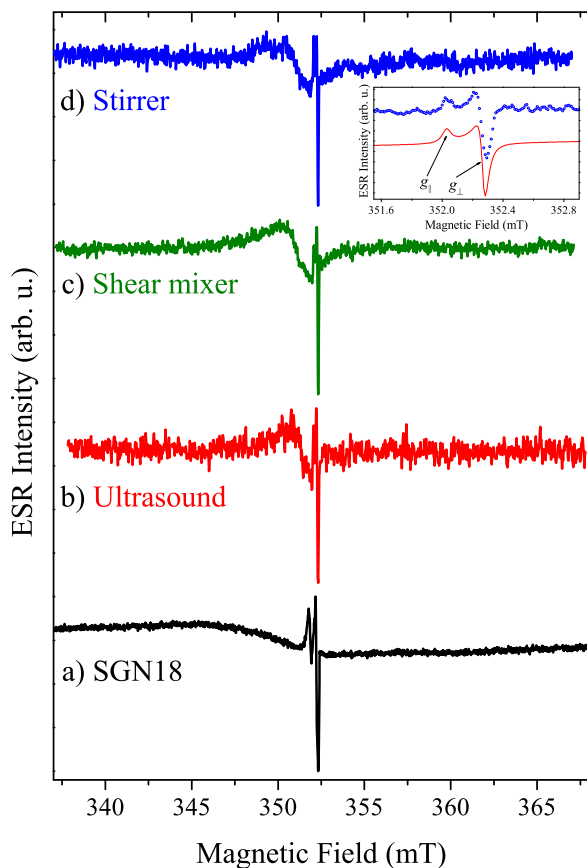 d) Stirrer
ESR Intensity (arb. u.)
g∥
g⊥
351.6 352.0 352.4 352.8
Magnetic Field (mT)
c) Shear mixer
b) Ultrasound
a) SGN18
ESR Intensity (arb. u.)
340 345 350 355 360 365
Magnetic Field (mT)